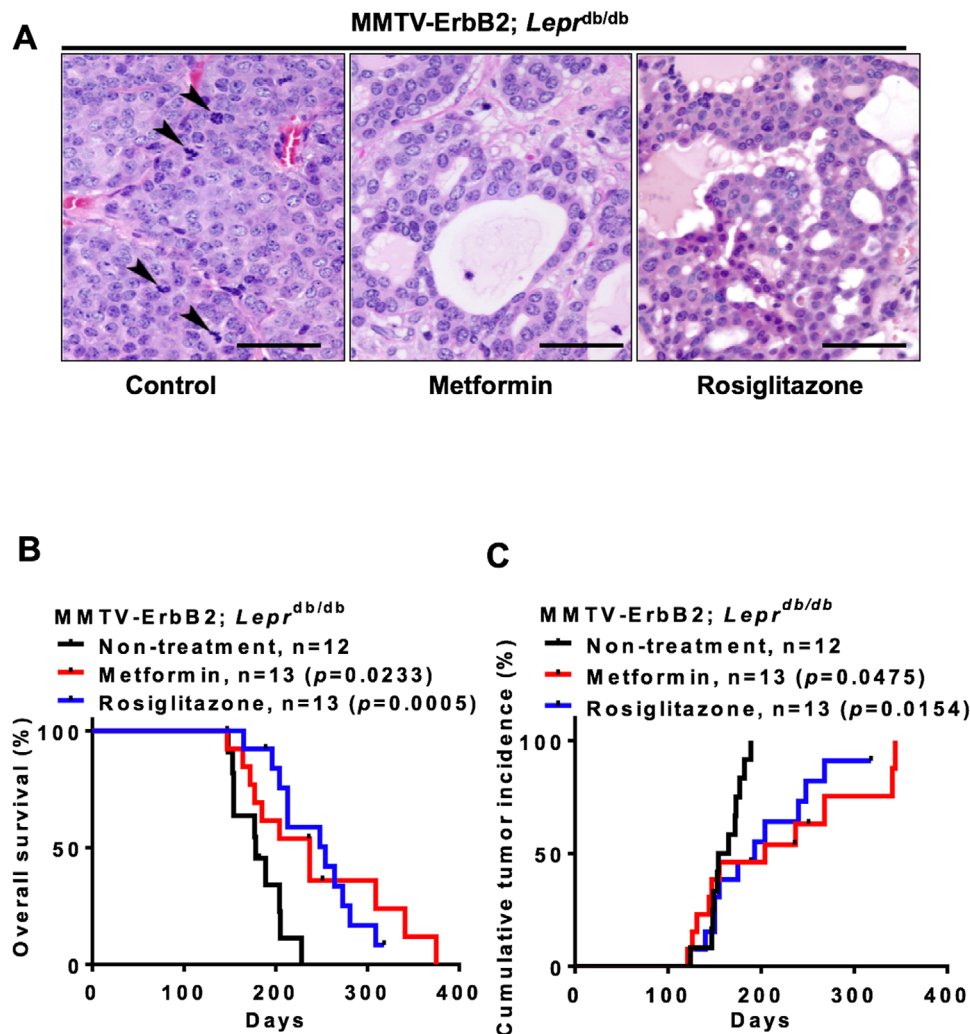 A
MMTV-ErbB2; Lepr^db/db
Control
Metformin
Rosiglitazone
B
MMTV-ErbB2; Lepr^db/db
Non-treatment, n=12
Metformin, n=13 (p=0.0233)
Rosiglitazone, n=13 (p=0.0005)
Overall survival (%)
100
50
0
0 100 200 300 400
Days
C
MMTV-ErbB2; Lepr^db/db
Non-treatment, n=12
Metformin, n=13 (p=0.0475)
Rosiglitazone, n=13 (p=0.0154)
Cumulative tumor incidence (%)
100
50
0
0 100 200 300 400
Days